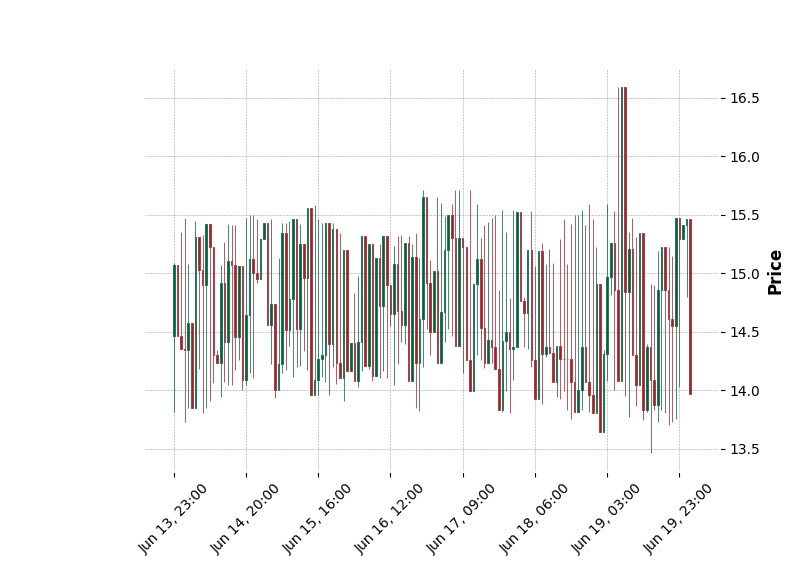 16.5
16.0
15.5
15.0
14.5
14.0
13.5
Price
Jun 13, 23:00
Jun 14, 20:00
Jun 15, 16:00
Jun 16, 12:00
Jun 17, 09:00
Jun 18, 06:00
Jun 19, 03:00
Jun 19, 23:00